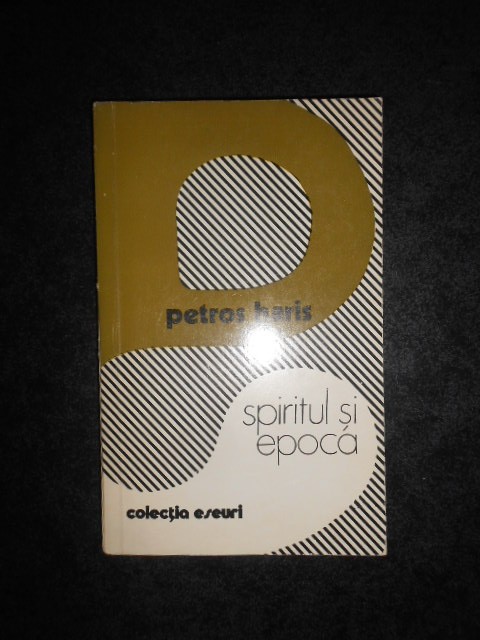 petros haris
spiritul și
epocă
colecția eseuri